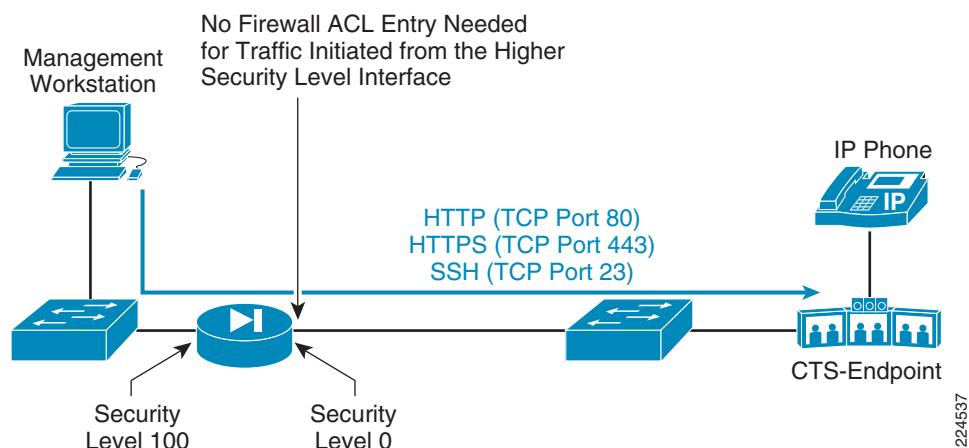 No Firewall ACL Entry Needed
for Traffic Initiated from the Higher
Security Level Interface
Management
Workstation
IP Phone
IP
HTTP (TCP Port 80)
HTTPS (TCP Port 443)
SSH (TCP Port 23)
CTS-Endpoint
Security
Level 100
Security
Level 0
224537